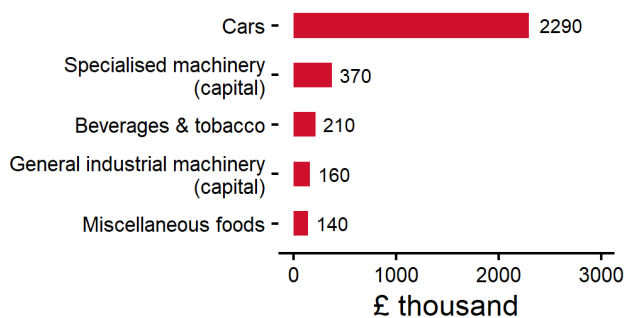 Cars
2290
Specialised machinery
(capital)
370
Beverages & tobacco
210
General industrial machinery
(capital)
160
Miscellaneous foods
140
0 1000 2000 3000
£ thousand